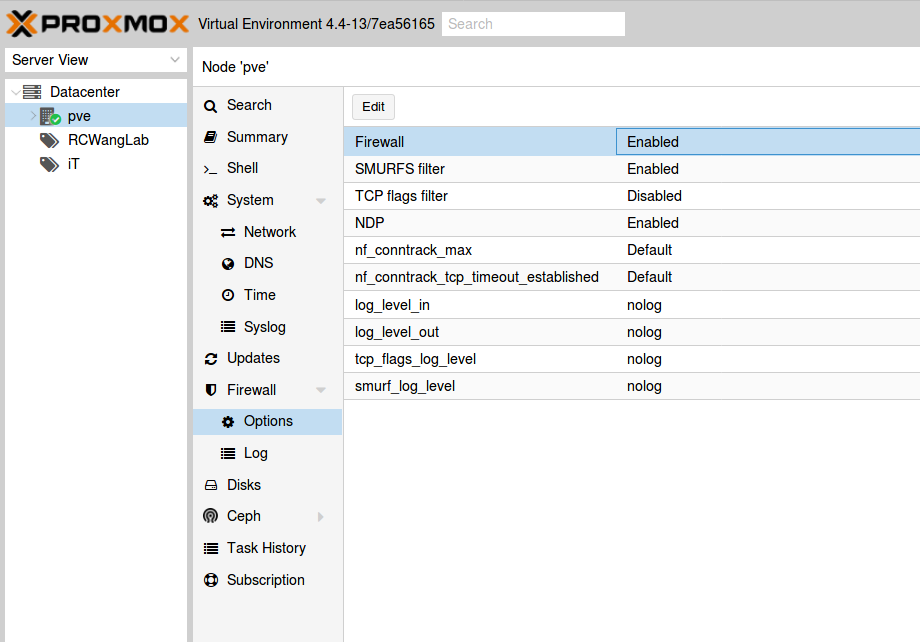 PROXMOX Virtual Environment 4.4-13/7ea56165 Search
Server View
Datacenter
pve
RCWangLab
iT
Node 'pve'
Search
Summary
Shell
System
Network
DNS
Time
Syslog
Updates
Firewall
Options
Log
Disks
Ceph
Task History
Subscription
Edit
Firewall Enabled
SMURFS filter Enabled
TCP flags filter Disabled
NDP Enabled
nf_conntrack_max Default
nf_conntrack_tcp_timeout_established Default
log_level_in nolog
log_level_out nolog
tcp_flags_log_level nolog
smurf_log_level nolog